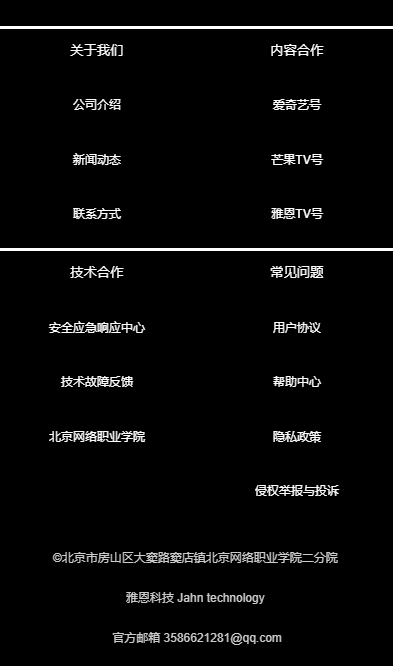 关于我们 内容合作
公司介绍 爱奇艺号
新闻动态 芒果TV号
联系方式 雅恩TV号
技术合作 常见问题
安全应急响应中心 用户协议
技术故障反馈 帮助中心
北京网络职业学院 隐私政策
侵权举报与投诉
©北京市房山区大窦路窦店镇北京网络职业学院二分院
雅恩科技 Jahn technology
官方邮箱 3586621281@qq.com